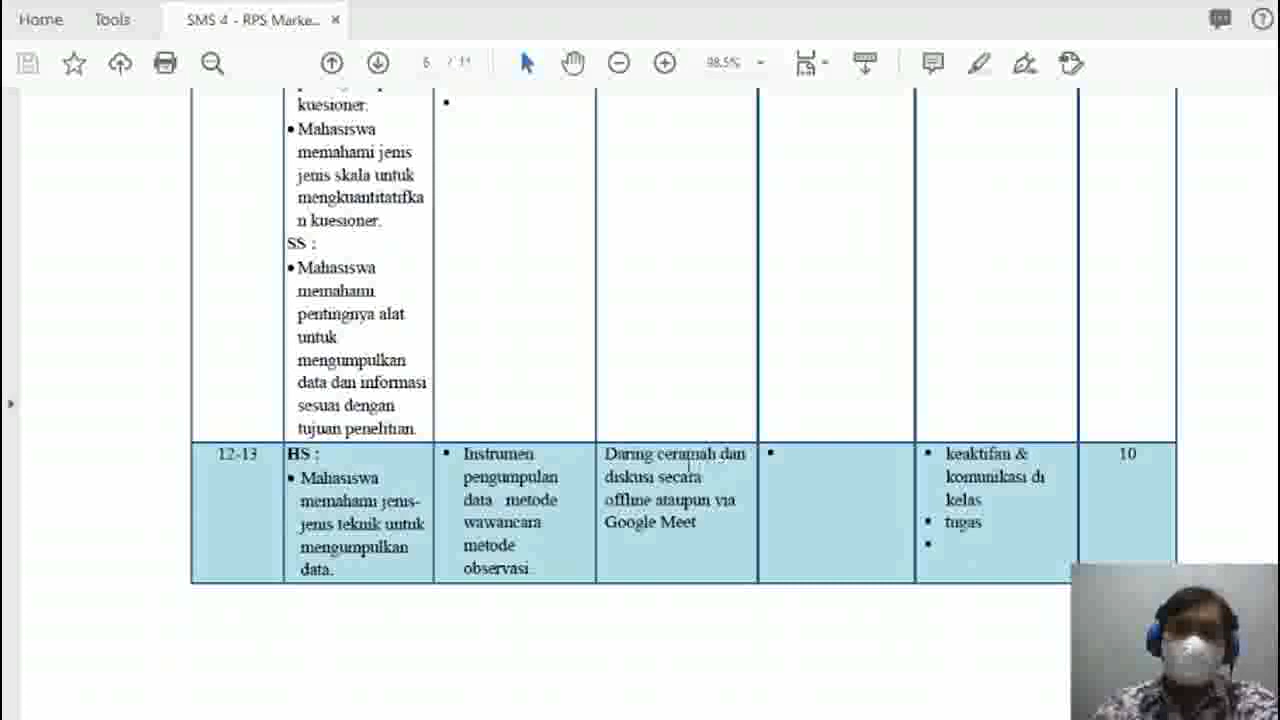 Home Tools SMS 4 - RPS Marke... ×
6 / 11 98.5%
kuesioner.
• Mahasiswa
memahami jenis
jenis skala untuk
mengkuantitatifka
n kuesioner.
SS :
• Mahasiswa
memahami
pentingnya alat
untuk
mengumpulkan
data dan informasi
sesuai dengan
tujuan penelitian.
12-13
HS :
• Mahasiswa
memahami jenis-
jenis teknik untuk
mengumpulkan
data.
• Instrumen
pengumpulan
data metode
wawancara
metode
observasi.
Daring ceramah dan
diskusi secara
offline ataupun via
Google Meet
• keaktifan &
komunikasi di
kelas
• tugas
10